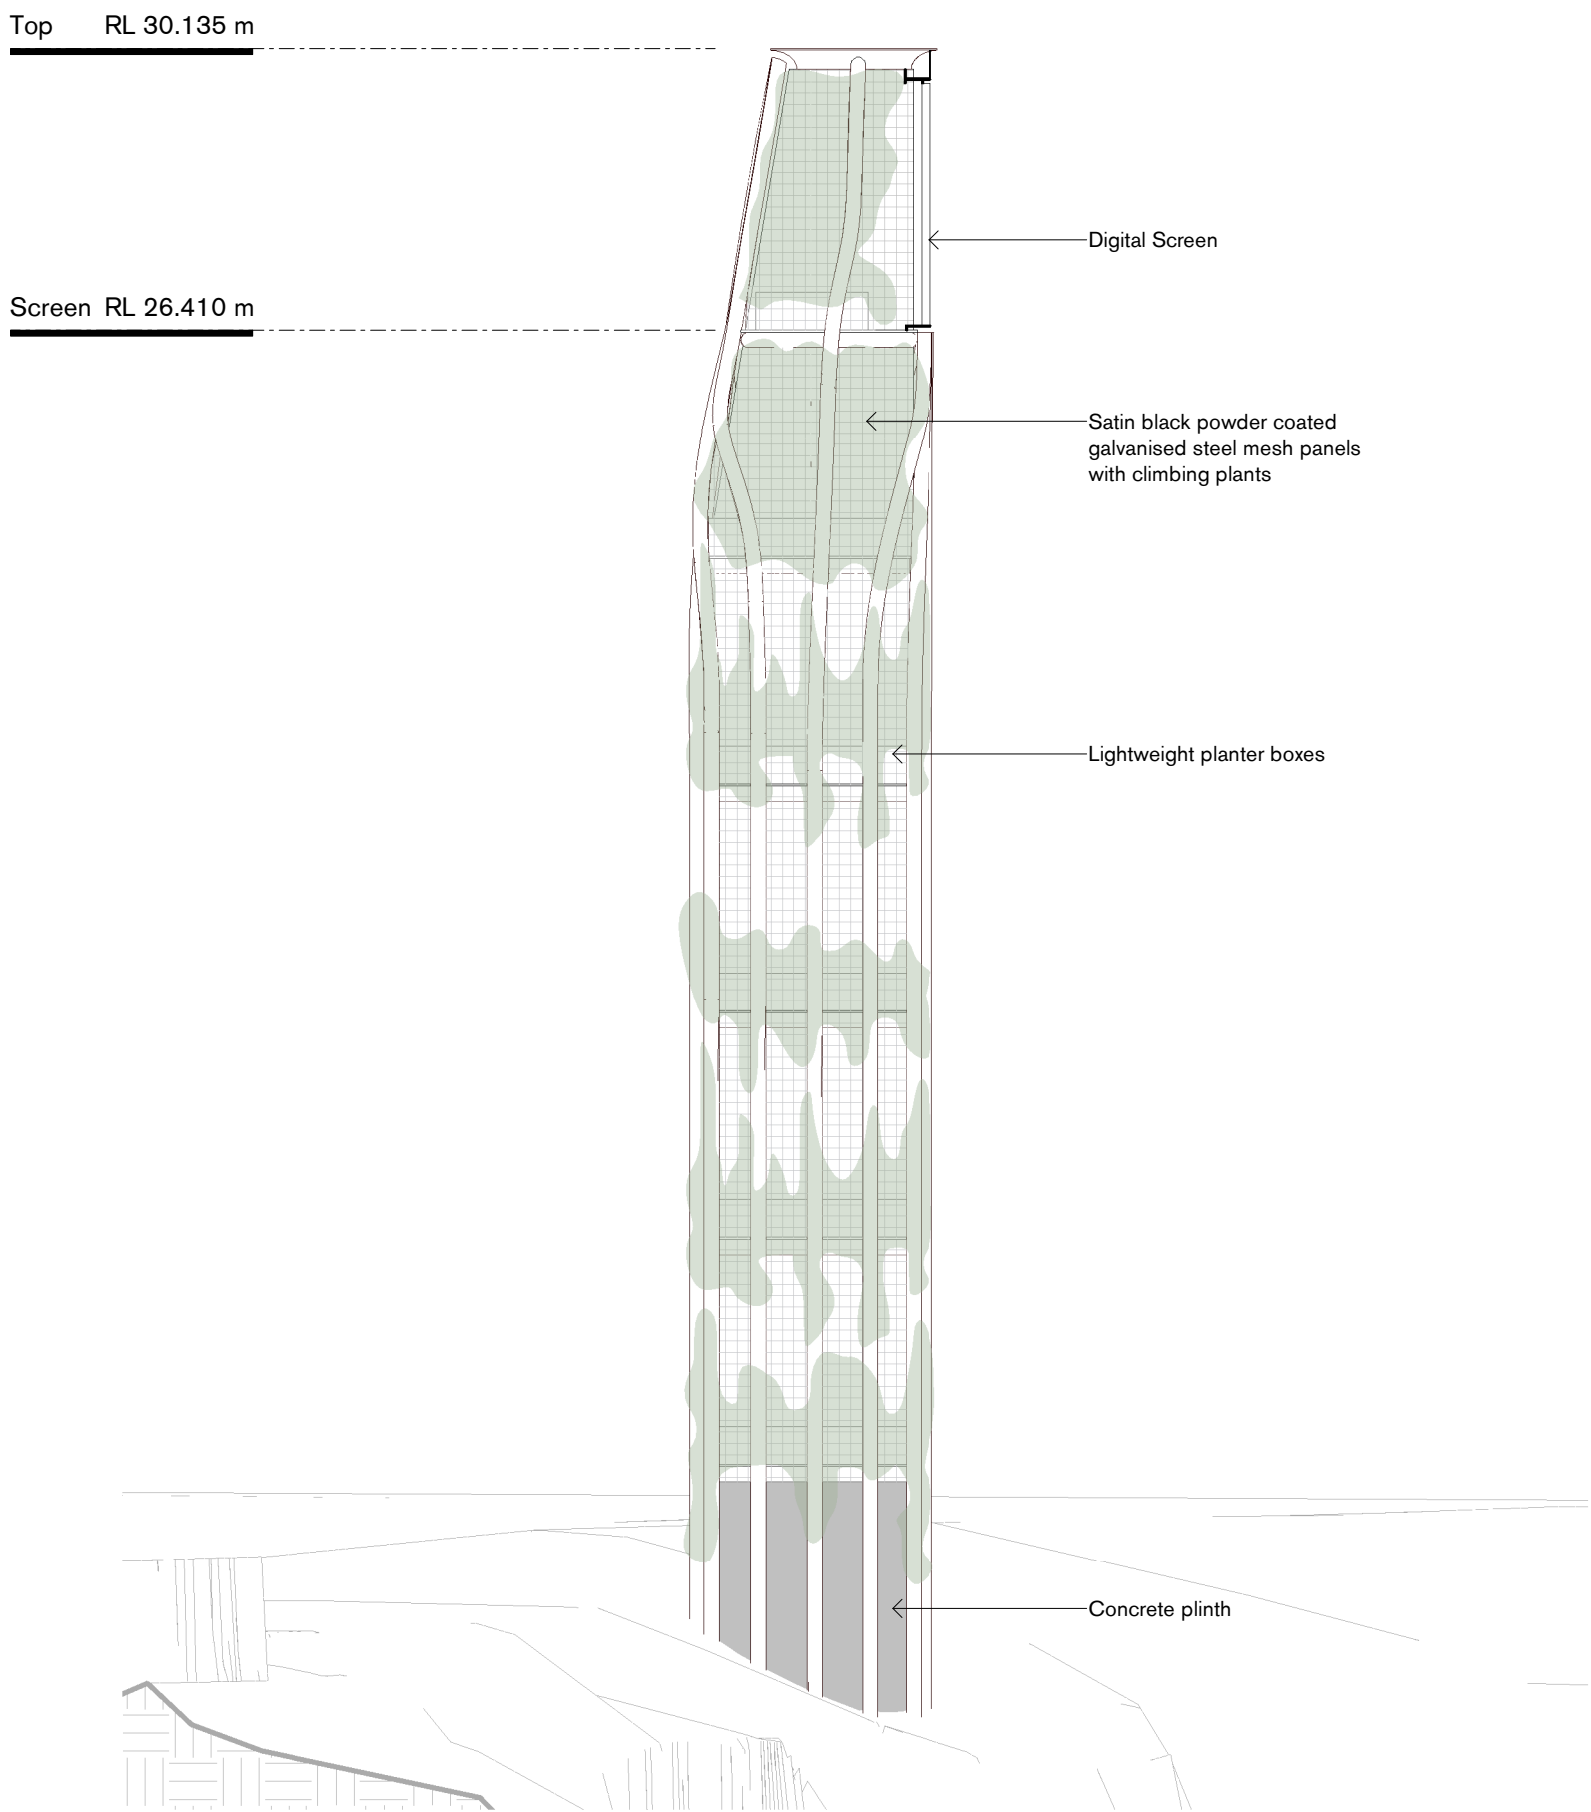 Top RL 30.135 m
Digital Screen
Screen RL 26.410 m
Satin black powder coated
galvanised steel mesh panels
with climbing plants
Lightweight planter boxes
Concrete plinth